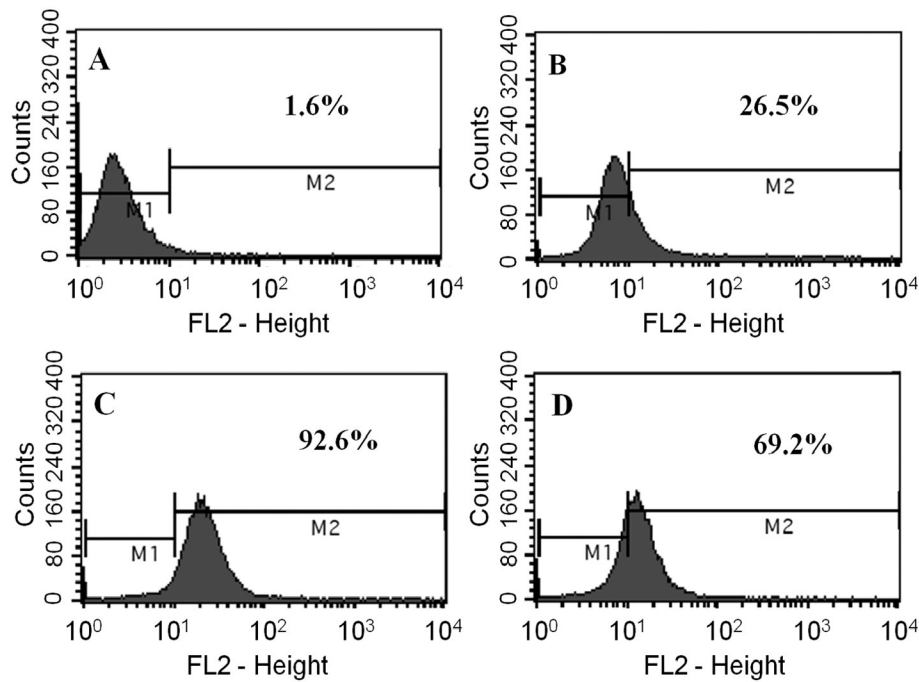 A
1.6%
M1
M2
Counts
0 80 160 240 320 400
10^0 10^1 10^2 10^3 10^4
FL2 - Height
B
26.5%
M1
M2
Counts
0 80 160 240 320 400
10^0 10^1 10^2 10^3 10^4
FL2 - Height
C
92.6%
M1
M2
Counts
0 80 160 240 320 400
10^0 10^1 10^2 10^3 10^4
FL2 - Height
D
69.2%
M1
M2
Counts
0 80 160 240 320 400
10^0 10^1 10^2 10^3 10^4
FL2 - Height